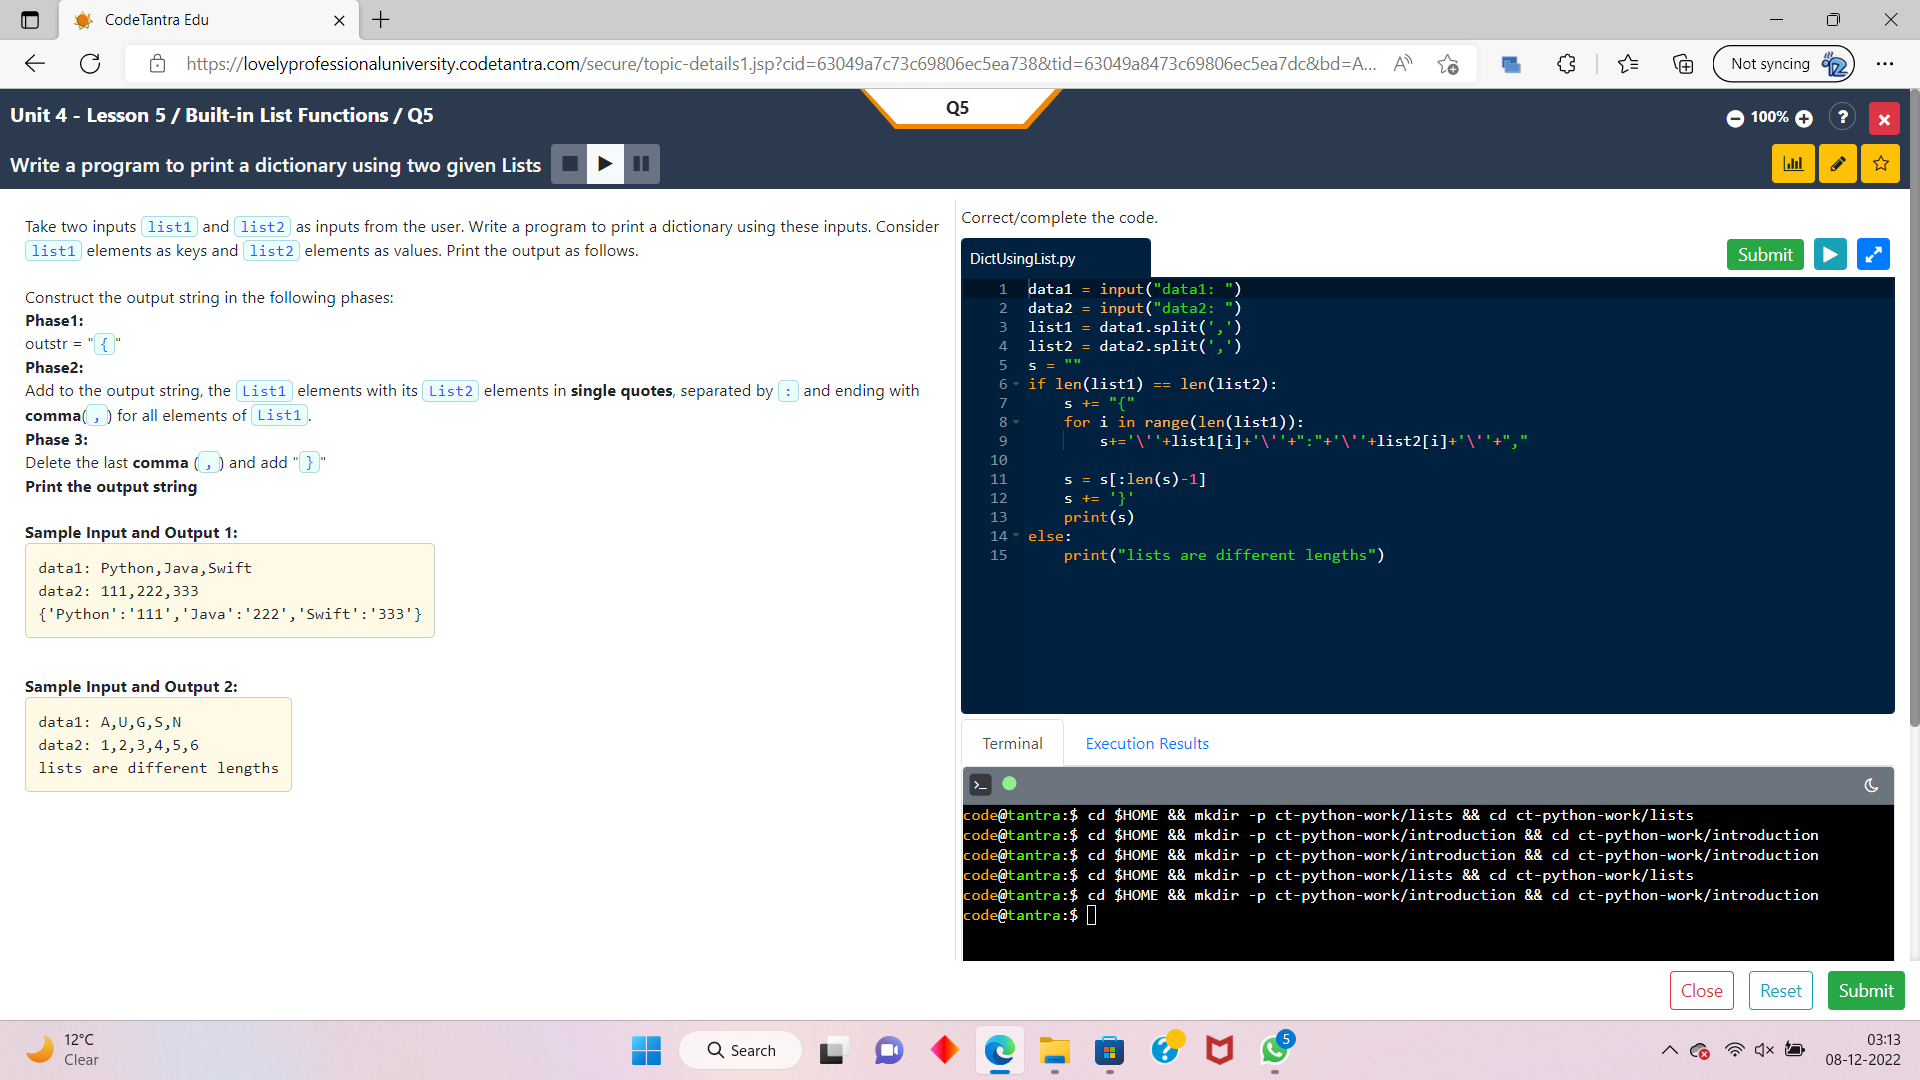 CodeTantra Edu
https://lovelyprofessionaluniversity.codetantra.com/secure/topic-details1.jsp?cid=63049a7c73c69806ec5ea738&tid=63049a8473c69806ec5ea7dc&bd=A...
Not syncing
Unit 4 - Lesson 5 / Built-in List Functions / Q5
Q5
100%
?
Write a program to print a dictionary using two given Lists
Take two inputs list1 and list2 as inputs from the user. Write a program to print a dictionary using these inputs. Consider
list1 elements as keys and list2 elements as values. Print the output as follows.
Construct the output string in the following phases:
Phase1:
outstr = "{"
Phase2:
Add to the output string, the List1 elements with its List2 elements in single quotes, separated by : and ending with
comma(,) for all elements of List1.
Phase 3:
Delete the last comma (,) and add "}"
Print the output string
Sample Input and Output 1:
data1: Python,Java,Swift
data2: 111,222,333
{'Python':'111','Java':'222','Swift':'333'}
Sample Input and Output 2:
data1: A,U,G,S,N
data2: 1,2,3,4,5,6
lists are different lengths
Correct/complete the code.
DictUsingList.py
Submit
1 data1 = input("data1: ")
2 data2 = input("data2: ")
3 list1 = data1.split(',')
4 list2 = data2.split(',')
5 s = ""
6 if len(list1) == len(list2):
7 s += "{"
8 for i in range(len(list1)):
9 s+='\''+list1[i]+'\''+":"+'\''+list2[i]+'\''+","
10
11 s = s[:len(s)-1]
12 s += '}'
13 print(s)
14 else:
15 print("lists are different lengths")
Terminal
Execution Results
code@tantra:$ cd $HOME && mkdir -p ct-python-work/lists && cd ct-python-work/lists
code@tantra:$ cd $HOME && mkdir -p ct-python-work/introduction && cd ct-python-work/introduction
code@tantra:$ cd $HOME && mkdir -p ct-python-work/introduction && cd ct-python-work/introduction
code@tantra:$ cd $HOME && mkdir -p ct-python-work/lists && cd ct-python-work/lists
code@tantra:$ cd $HOME && mkdir -p ct-python-work/introduction && cd ct-python-work/introduction
code@tantra:$
Close
Reset
Submit
12°C
Clear
Search
5
03:13
08-12-2022